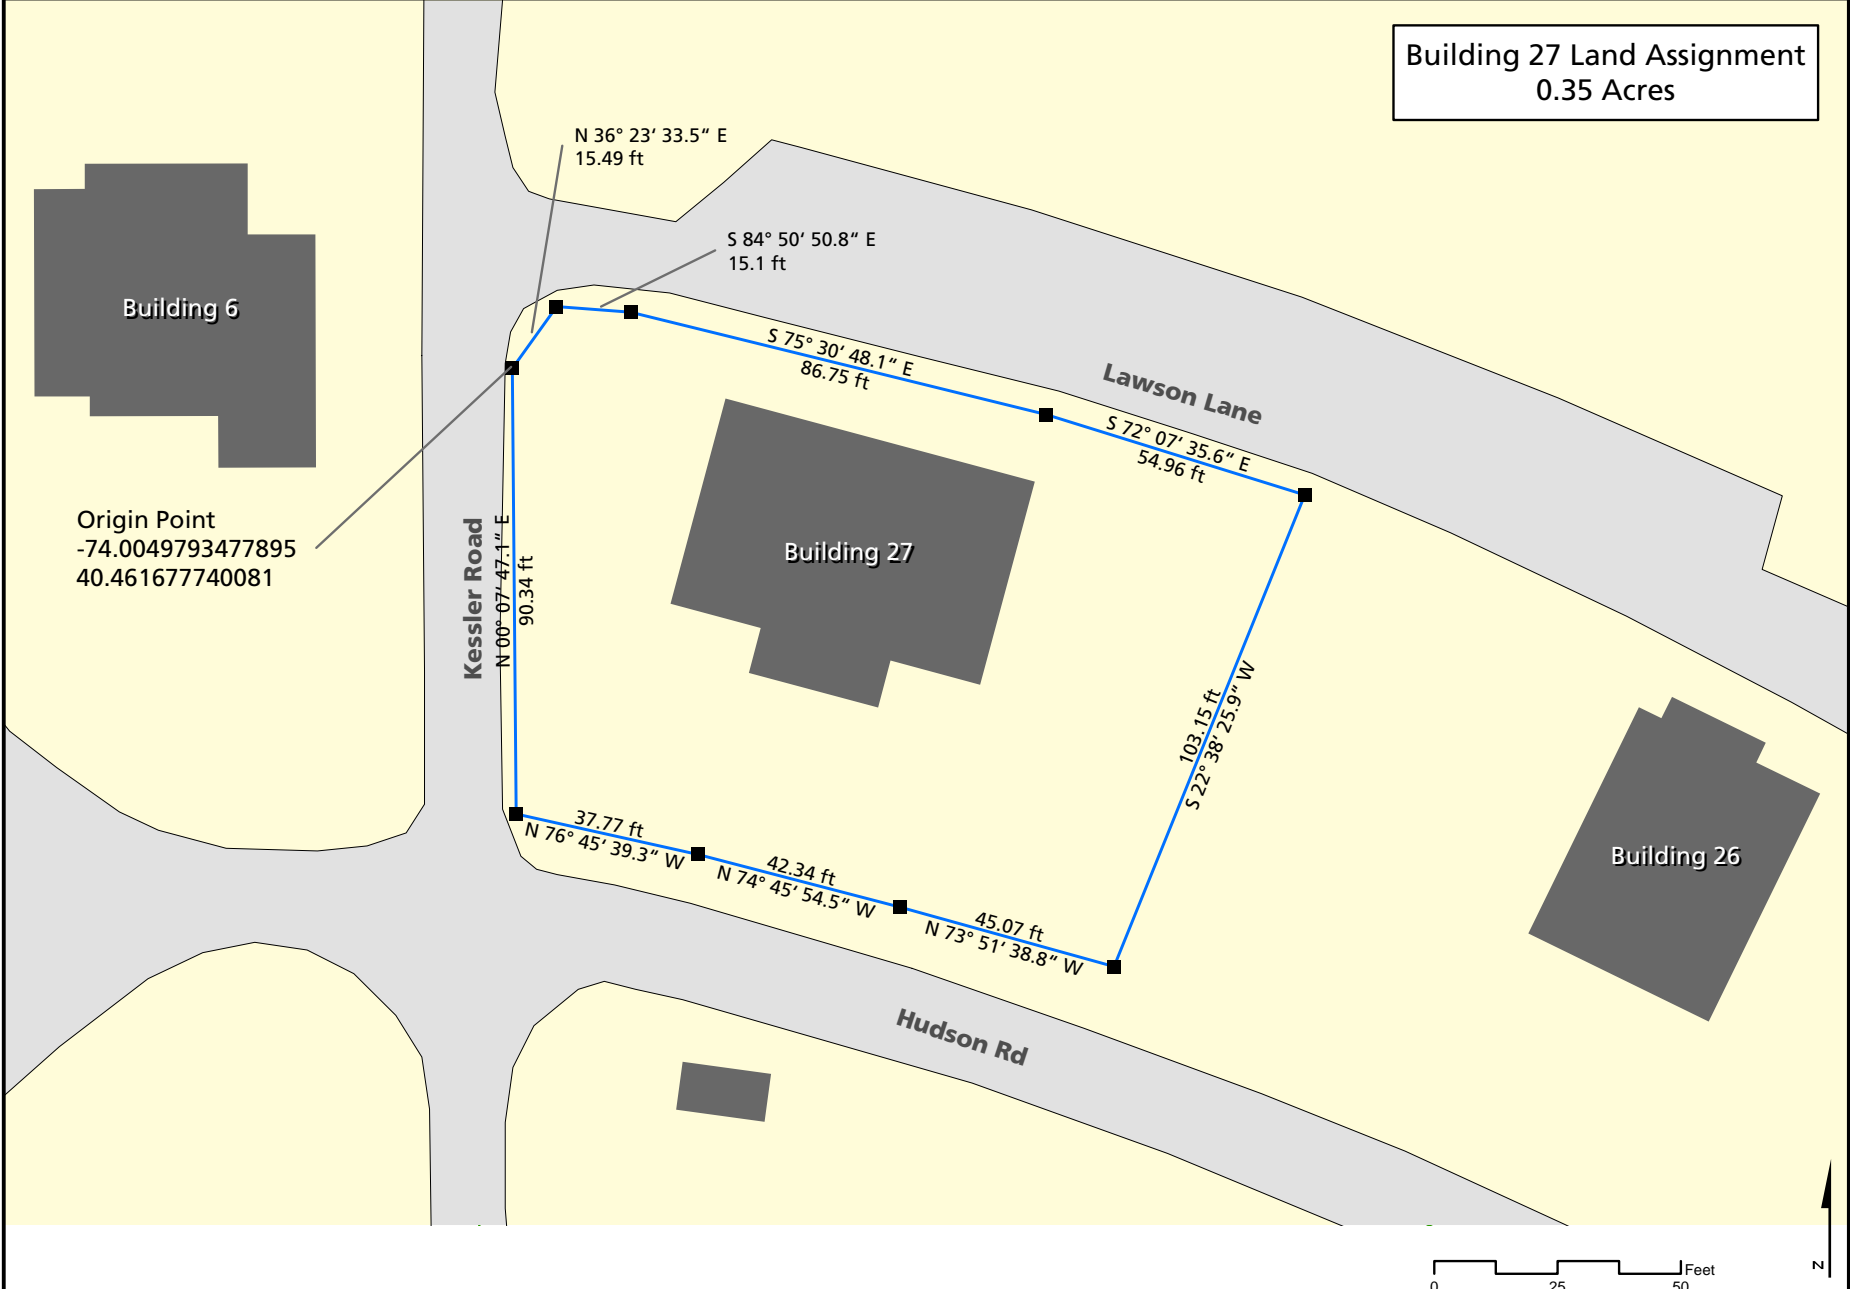 Building 27 Land Assignment
0.35 Acres
N 36° 23‘ 33.5“ E
15.49 ft
S 84° 50‘ 50.8“ E
15.1 ft
Building 6
S 75° 30‘ 48.1“ E
86.75 ft
Lawson Lane
S 72° 07‘ 35.6“ E
54.96 ft
Origin Point
-74.0049793477895
40.461677740081
Kessler Road
N 00° 07‘ 47.1“ E
90.34 ft
Building 27
103.15 ft
S 22° 38‘ 25.9“ W
37.77 ft
N 76° 45‘ 39.3“ W
42.34 ft
N 74° 45‘ 54.5“ W
45.07 ft
N 73° 51‘ 38.8“ W
Building 26
Hudson Rd
Z
Feet
0 25 50